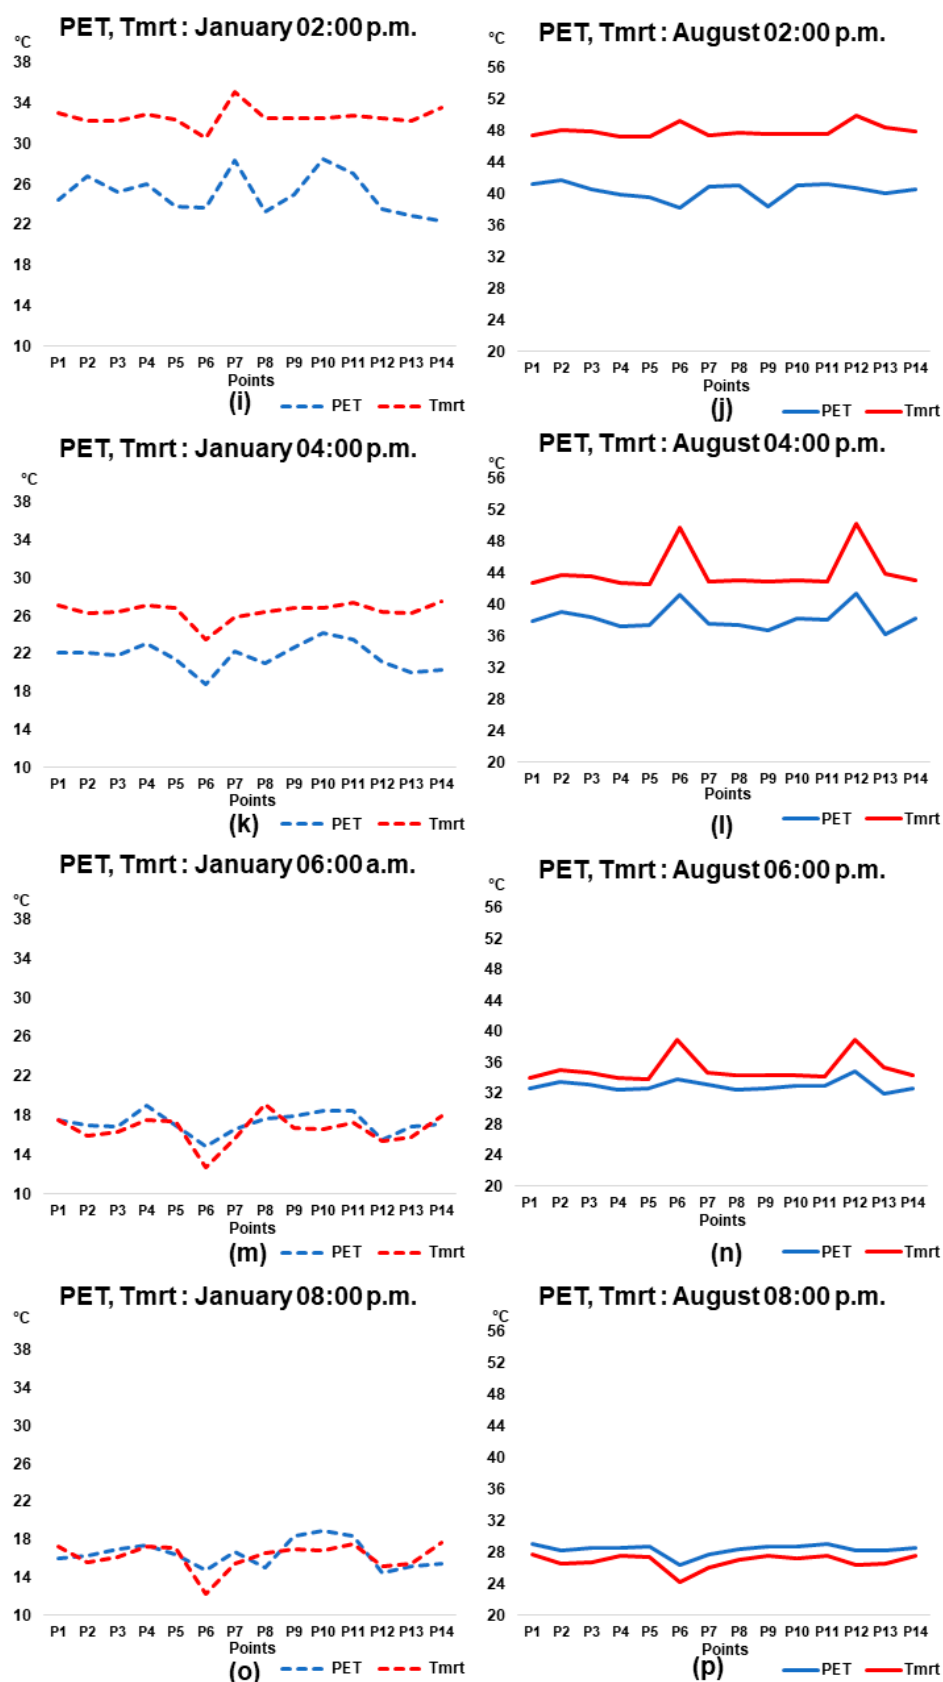 PET, Tmrt : January 02:00 p.m.
°C
38
34
30
26
22
18
14
10
P1 P2 P3 P4 P5 P6 P7 P8 P9 P10 P11 P12 P13 P14
Points
(i)
PET Tmrt
PET, Tmrt : August 02:00 p.m.
°C
56
52
48
44
40
36
32
28
24
20
P1 P2 P3 P4 P5 P6 P7 P8 P9 P10 P11 P12 P13 P14
Points
(j)
PET Tmrt
PET, Tmrt : January 04:00 p.m.
°C
38
34
30
26
22
18
14
10
P1 P2 P3 P4 P5 P6 P7 P8 P9 P10 P11 P12 P13 P14
Points
(k)
PET Tmrt
PET, Tmrt : August 04:00 p.m.
°C
56
52
48
44
40
36
32
28
24
20
P1 P2 P3 P4 P5 P6 P7 P8 P9 P10 P11 P12 P13 P14
Points
(l)
PET Tmrt
PET, Tmrt : January 06:00 a.m.
°C
38
34
30
26
22
18
14
10
P1 P2 P3 P4 P5 P6 P7 P8 P9 P10 P11 P12 P13 P14
Points
(m)
PET Tmrt
PET, Tmrt : August 06:00 p.m.
°C
56
52
48
44
40
36
32
28
24
20
P1 P2 P3 P4 P5 P6 P7 P8 P9 P10 P11 P12 P13 P14
Points
(n)
PET Tmrt
PET, Tmrt : January 08:00 p.m.
°C
38
34
30
26
22
18
14
10
P1 P2 P3 P4 P5 P6 P7 P8 P9 P10 P11 P12 P13 P14
Points
(o)
PET Tmrt
PET, Tmrt : August 08:00 p.m.
°C
56
52
48
44
40
36
32
28
24
20
P1 P2 P3 P4 P5 P6 P7 P8 P9 P10 P11 P12 P13 P14
Points
(p)
PET Tmrt